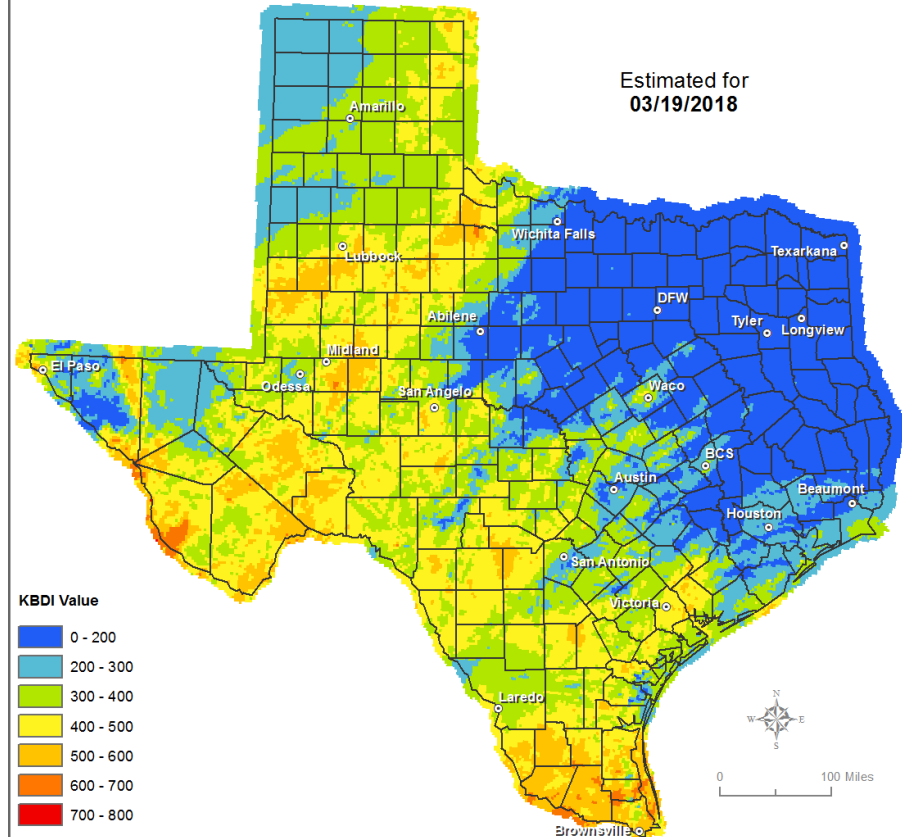 Estimated for
03/19/2018
Amarillo
Wichita Falls
Texarkana
Lubbock
DFW
Abilene
Tyler
Longview
Midland
El Paso
Odessa
San Angelo
Waco
BCS
Austin
Beaumont
Houston
San Antonio
Victoria
KBDI Value
0 - 200
200 - 300
300 - 400
400 - 500
500 - 600
600 - 700
700 - 800
Laredo
N
W E
S
0 100 Miles
Brownsville